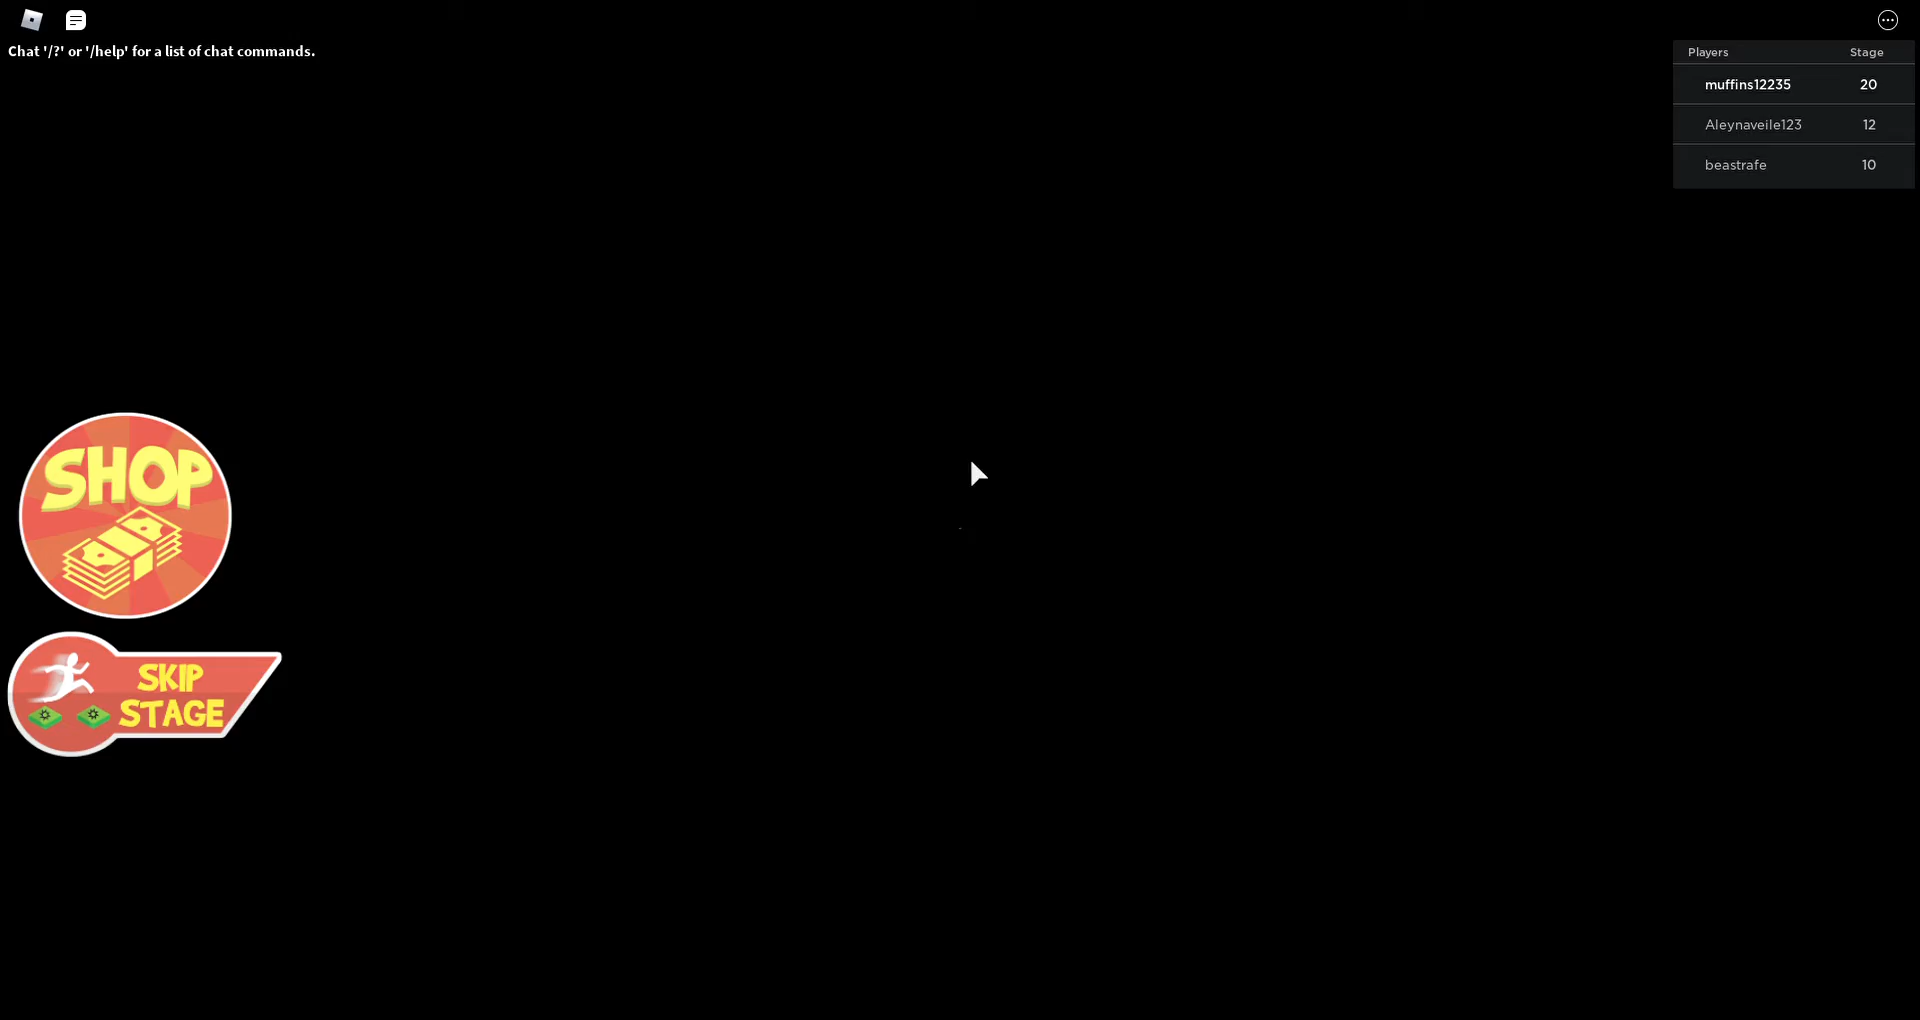 Chat '/?' or '/help' for a list of chat commands.
Players Stage
muffins12235 20
Aleynaveile123 12
beastrafe 10
SHOP
SKIP
STAGE